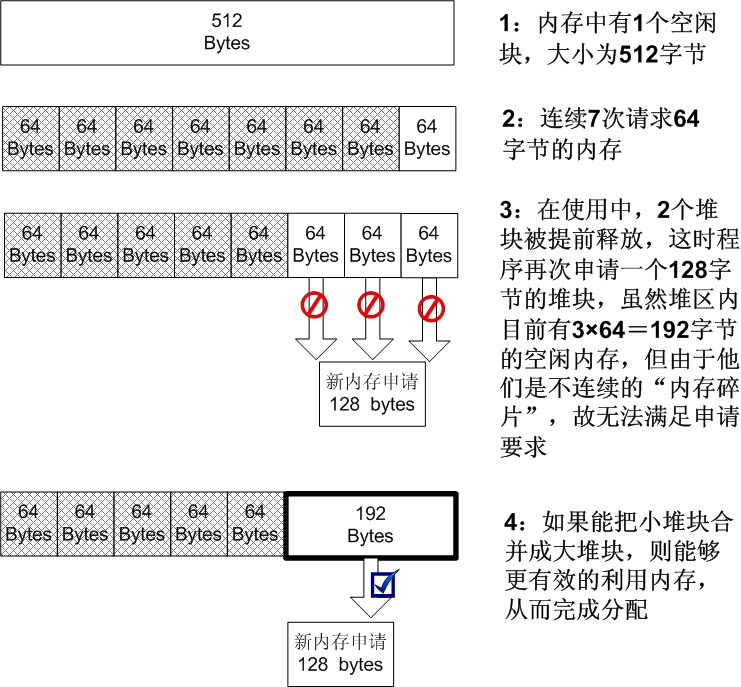 512
Bytes
1：内存中有1个空闲
块，大小为512字节
64 64 64 64 64 64 64 64
Bytes Bytes Bytes Bytes Bytes Bytes Bytes Bytes
2：连续7次请求64
字节的内存
64 64 64 64 64 64 64 64
Bytes Bytes Bytes Bytes Bytes Bytes Bytes Bytes
新内存申请
128 bytes
3：在使用中，2个堆
块被提前释放，这时程
序再次申请一个128字
节的堆块，虽然堆区内
目前有3×64＝192字节
的空闲内存，但由于他
们是不连续的“内存碎
片”，故无法满足申请
要求
64 64 64 64 64 192
Bytes Bytes Bytes Bytes Bytes Bytes
新内存申请
128 bytes
4：如果能把小堆块合
并成大堆块，则能够
更有效的利用内存，
从而完成分配